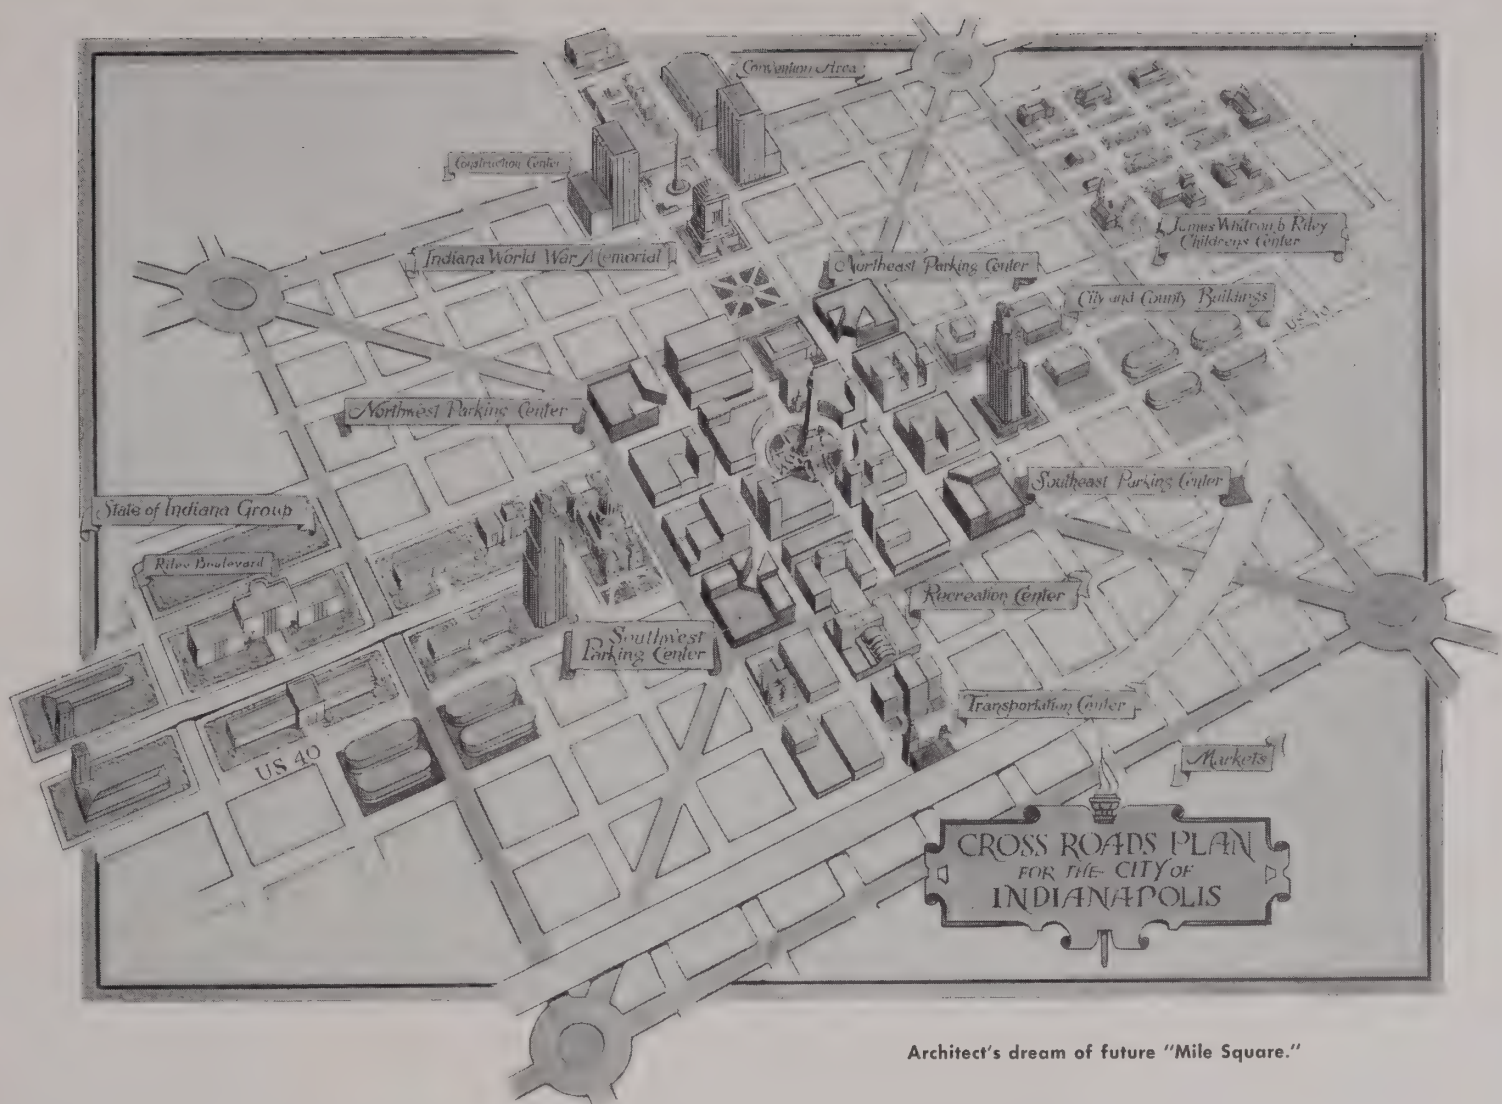 Convention Area
Construction Center
James Whitcomb Riley
Childrens Center
Indiana World War Memorial
Northeast Parking Center
City and County Buildings
US 40
Northwest Parking Center
Southeast Parking Center
State of Indiana Group
Riley Boulevard
Recreation Center
Southwest
Parking Center
Transportation Center
US 40
Markets
CROSS ROADS PLAN
FOR THE CITY OF
INDIANAPOLIS
Architect's dream of future "Mile Square."